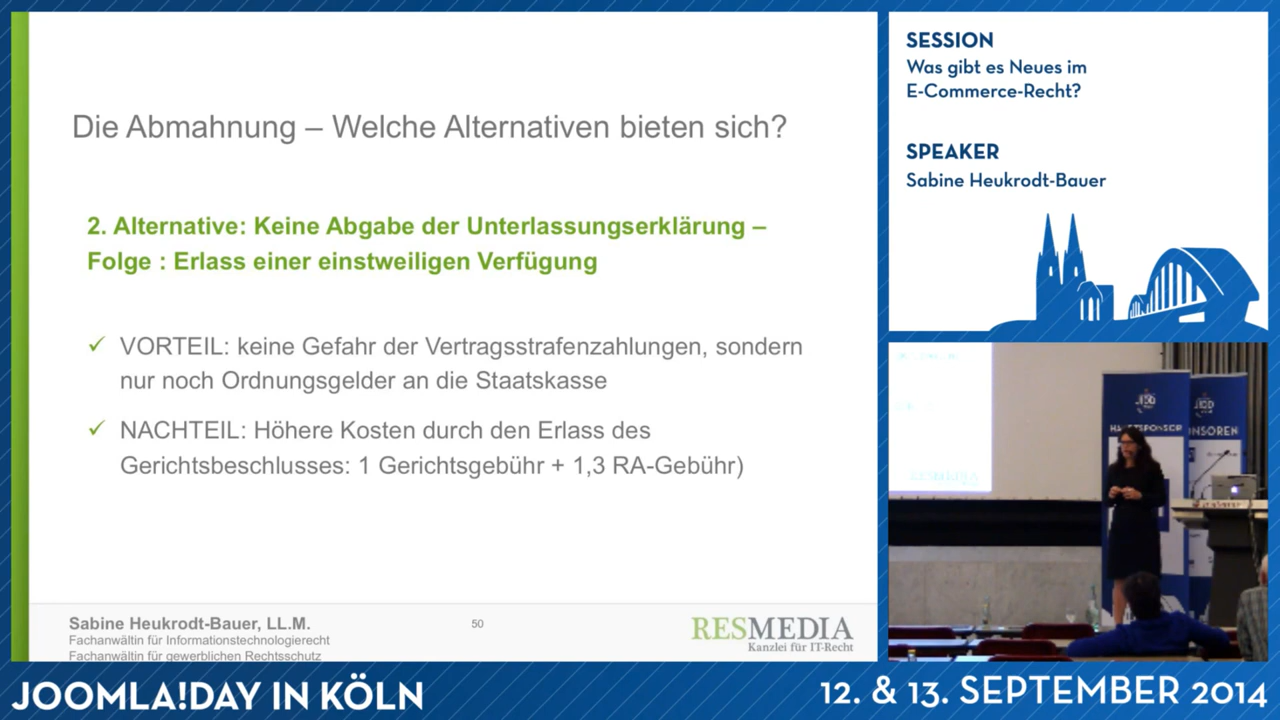 Die Abmahnung – Welche Alternativen bieten sich?
2. Alternative: Keine Abgabe der Unterlassungserklärung –
Folge : Erlass einer einstweiligen Verfügung
✓ VORTEIL: keine Gefahr der Vertragsstrafenzahlungen, sondern
nur noch Ordnungsgelder an die Staatskasse
✓ NACHTEIL: Höhere Kosten durch den Erlass des
Gerichtsbeschlusses: 1 Gerichtsgebühr + 1,3 RA-Gebühr)
Sabine Heukrodt-Bauer, LL.M.
Fachanwältin für Informationstechnologierecht
Fachanwältin für gewerblichen Rechtsschutz
50
RESMEDIA
Kanzlei für IT-Recht
SESSION
Was gibt es Neues im
E-Commerce-Recht?
SPEAKER
Sabine Heukrodt-Bauer
JOOMLA!DAY IN KÖLN
12. & 13. SEPTEMBER 2014